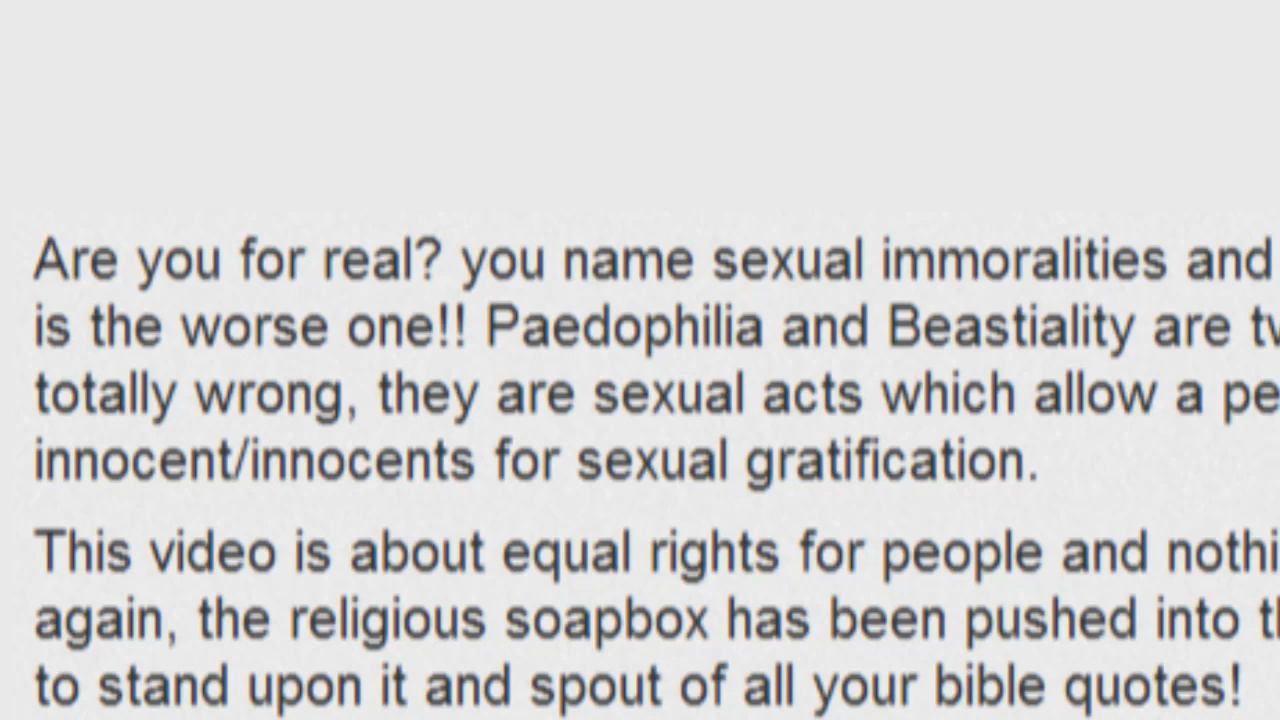 Are you for real? you name sexual immoralities and
is the worse one!! Paedophilia and Beastiality are
totally wrong, they are sexual acts which allow a
innocent/innocents for sexual gratification.
This video is about equal rights for people and
again, the religious soapbox has been pushed into
to stand upon it and spout of all your bible quotes!